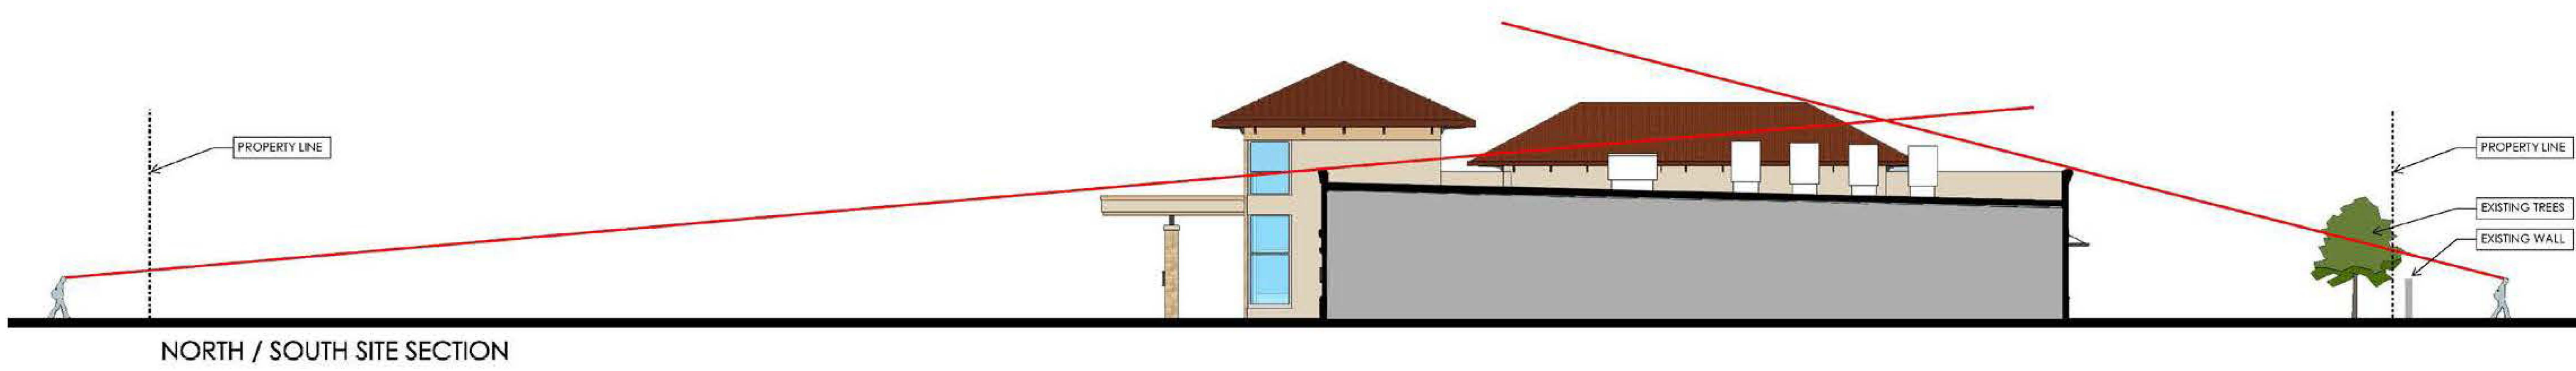 PROPERTY LINE
PROPERTY LINE
EXISTING TREES
EXISTING WALL
NORTH / SOUTH SITE SECTION